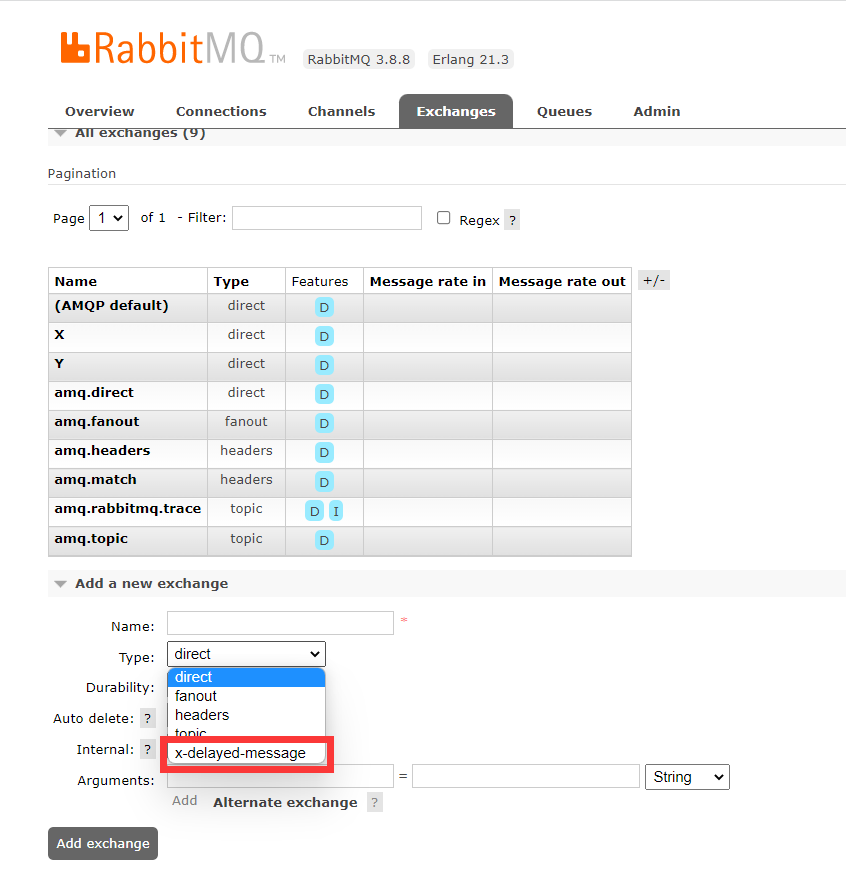 RabbitMQ TM RabbitMQ 3.8.8 Erlang 21.3
Overview Connections Channels Exchanges Queues Admin
All exchanges (9)
Pagination
Page 1 of 1 - Filter: Regex ?
Name Type Features Message rate in Message rate out +/-
(AMQP default) direct D
X direct D
Y direct D
amq.direct direct D
amq.fanout fanout D
amq.headers headers D
amq.match headers D
amq.rabbitmq.trace topic D I
amq.topic topic D
Add a new exchange
Name: *
Type: direct
direct
Durability:
fanout
headers
Auto delete: ?
topic
Internal: ?
x-delayed-message
Arguments: = String
Add Alternate exchange ?
Add exchange